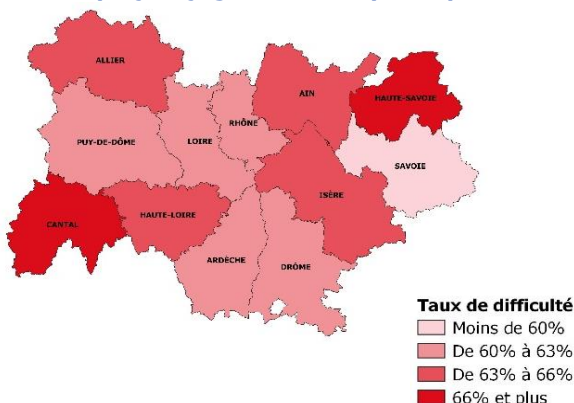 ALLIER
AIN
HAUTE-SAVOIE
RHÔNE
PUY-DE-DÔME
LOIRE
SAVOIE
ISÈRE
HAUTE-LOIRE
CANTAL
ARDÈCHE
DRÔME
Taux de difficulté
Moins de 60%
De 60% à 63%
De 63% à 66%
66% et plus